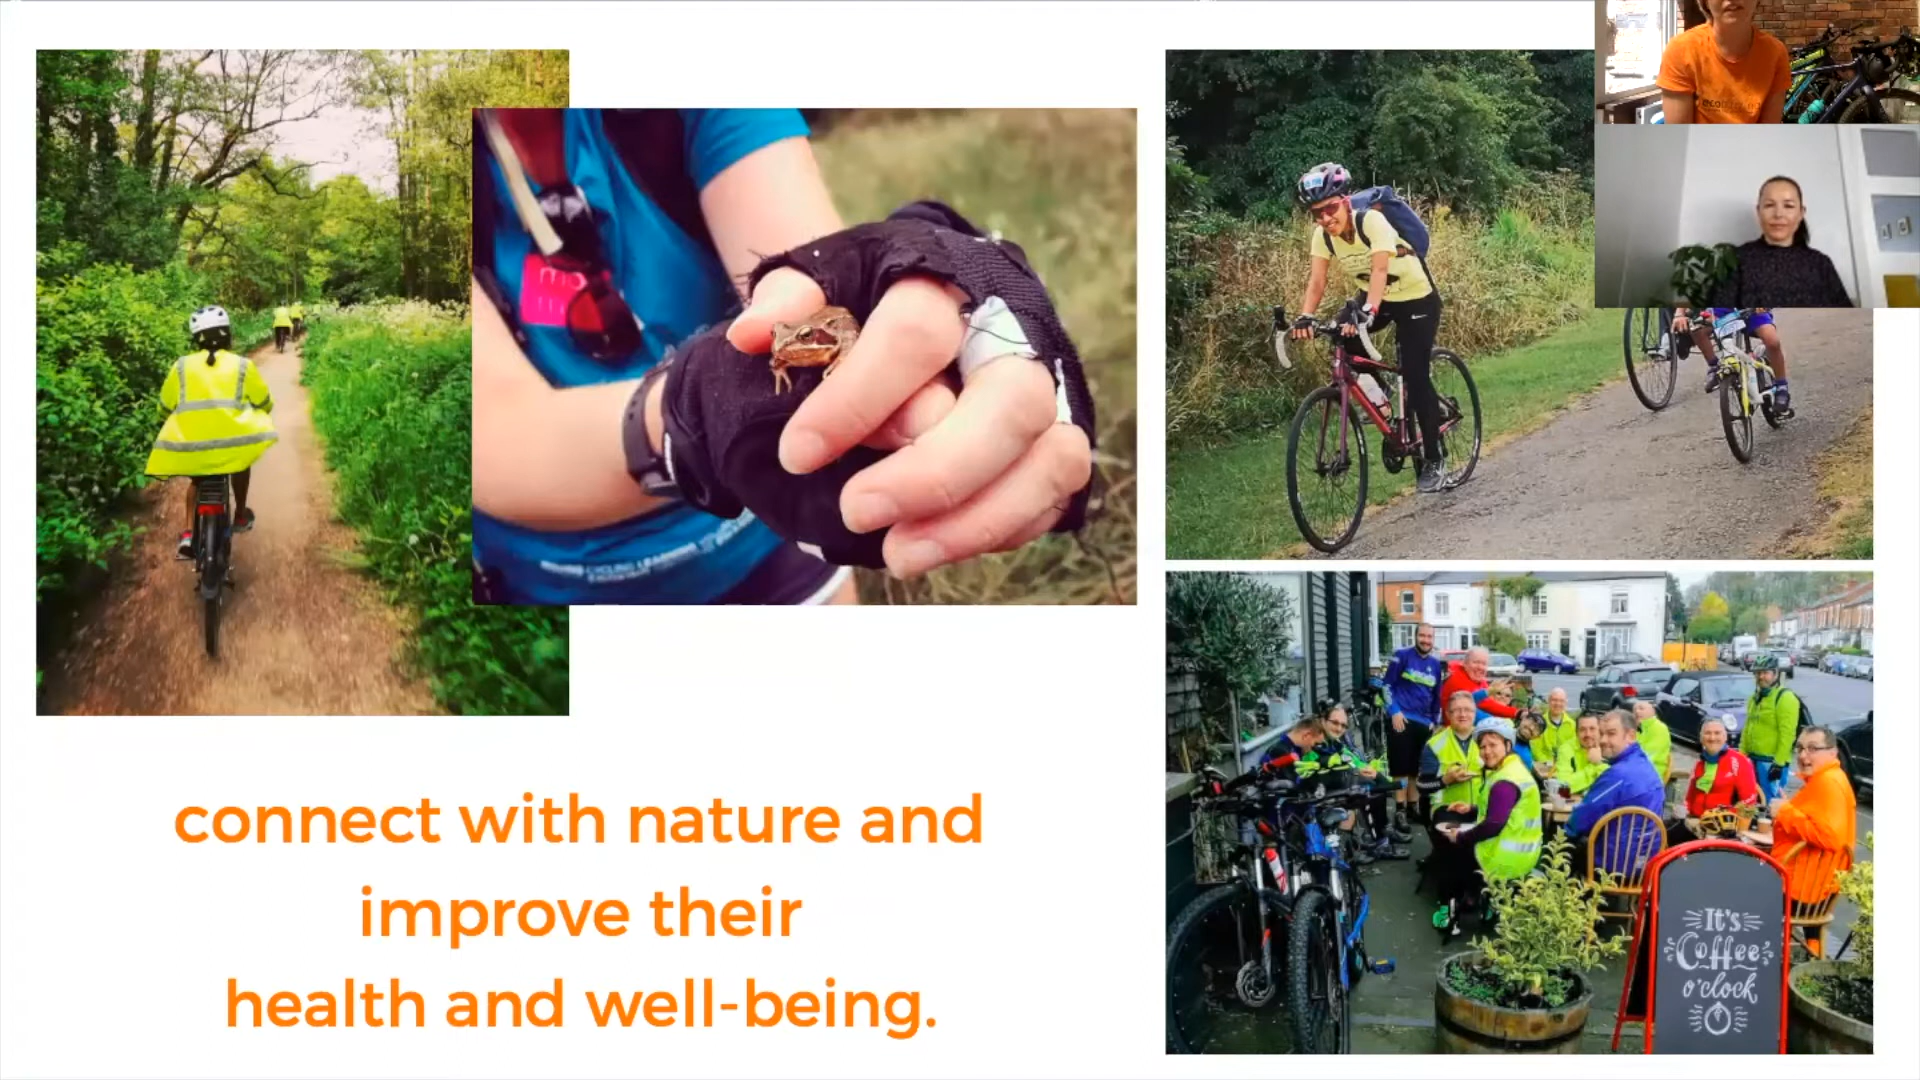 connect with nature and
improve their
health and well-being.
It's
Coffee
o'clock